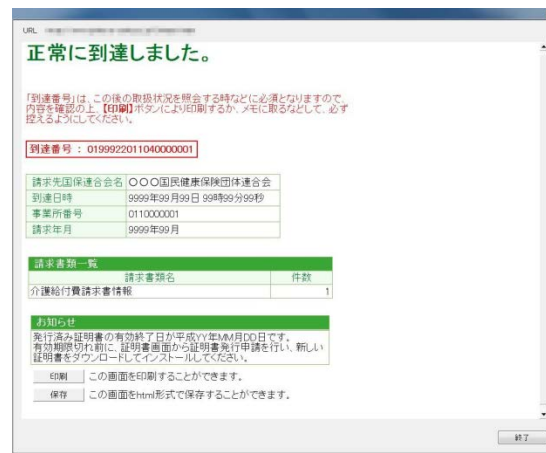 URL
正常に到達しました。
「到達番号」は、この後の取扱状況を照会する時などに必須となりますので、
内容を確認の上、【印刷】ボタンにより印刷するか、メモに取るなどして、必ず
控えるようにしてください。
到達番号 : 0199922011040000001
請求先国保連合会名 〇〇〇国民健康保険団体連合会
到達日時 9999年99月99日 99時99分99秒
事業所番号 0110000001
請求年月 9999年99月
請求書類一覧
請求書類名 件数
介護給付費請求書情報 1
お知らせ
発行済み証明書の有効終了日が平成YY年MM月DD日です。
有効期限切れ前に、証明書画面から証明書発行申請を行い、新しい
証明書をダウンロードしてインストールしてください。
印刷 この画面を印刷することができます。
保存 この画面をhtml形式で保存することができます。
終了